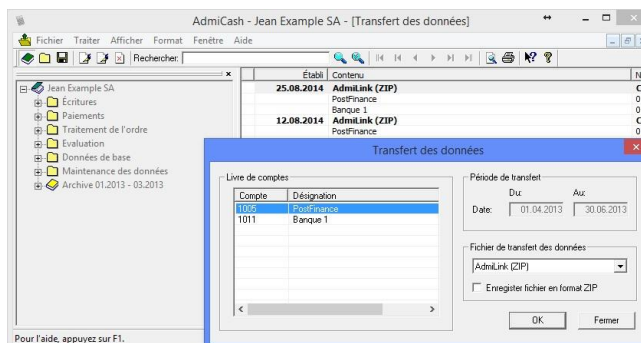 AdmiCash - Jean Example SA - [Transfert des données]
Fichier Traiter Afficher Format Fenêtre Aide
Rechercher:
Jean Example SA
Écritures
Paiements
Traitement de l'ordre
Evaluation
Données de base
Maintenance des données
Archive 01.2013 - 03.2013
Établi Contenu
25.08.2014 AdmiLink (ZIP)
PostFinance
Banque 1
12.08.2014 AdmiLink (ZIP)
PostFinance
Transfert des données
Livre de comptes
Compte Désignation
1005 PostFinance
1011 Banque 1
Période de transfert
Du: Au:
Date: 01.04.2013 30.06.2013
Fichier de transfert des données
AdmiLink (ZIP)
Enregister fichier en format ZIP
OK Fermer
Pour l'aide, appuyez sur F1.